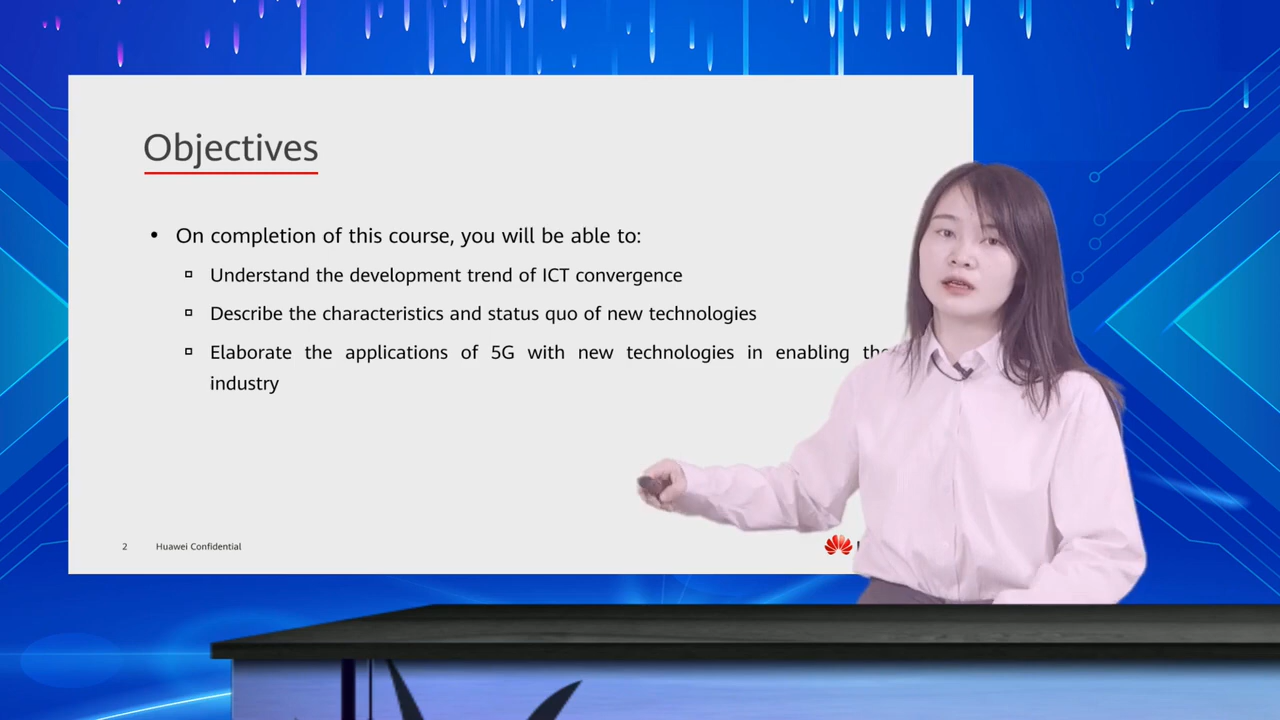 Objectives
• On completion of this course, you will be able to:
▫ Understand the development trend of ICT convergence
▫ Describe the characteristics and status quo of new technologies
▫ Elaborate the applications of 5G with new technologies in enabling the
industry
2 Huawei Confidential